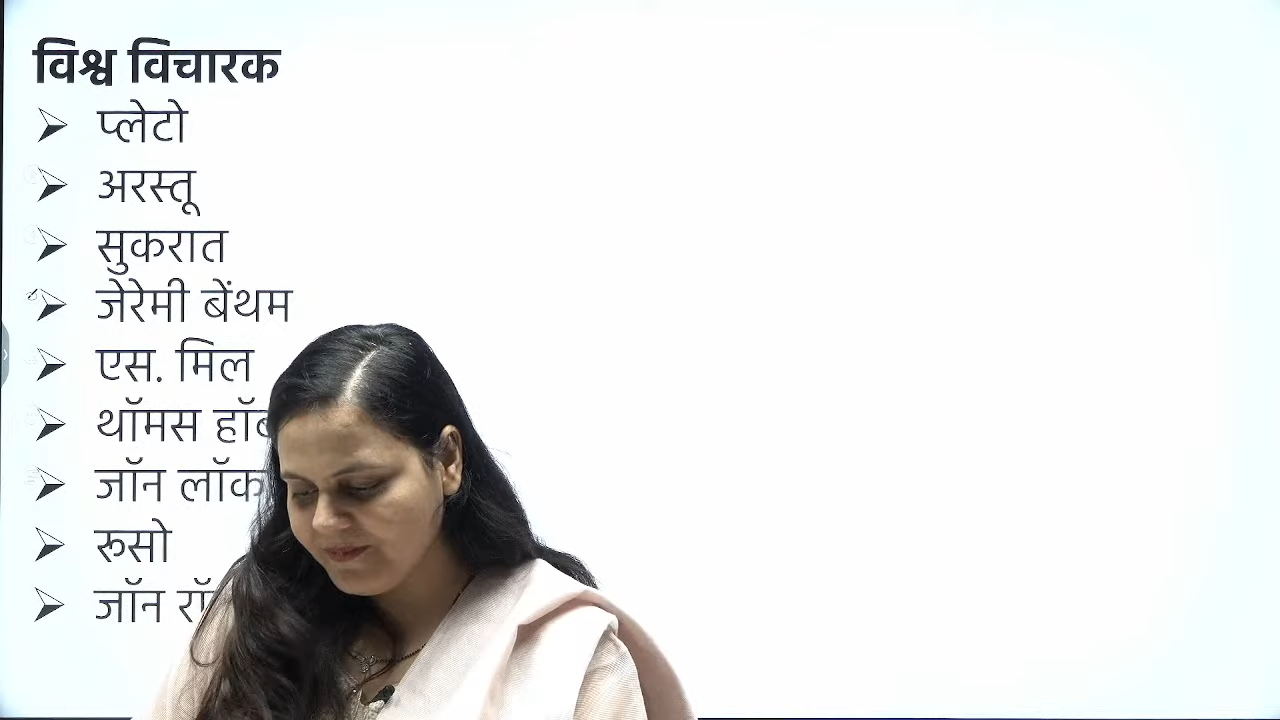 विश्व विचारक
➢ प्लेटो
➢ अरस्तू
➢ सुकरात
➢ जेरेमी बेंथम
➢ एस. मिल
➢ थॉमस
➢ जॉन लॉक
➢ रूसो
➢ जॉन